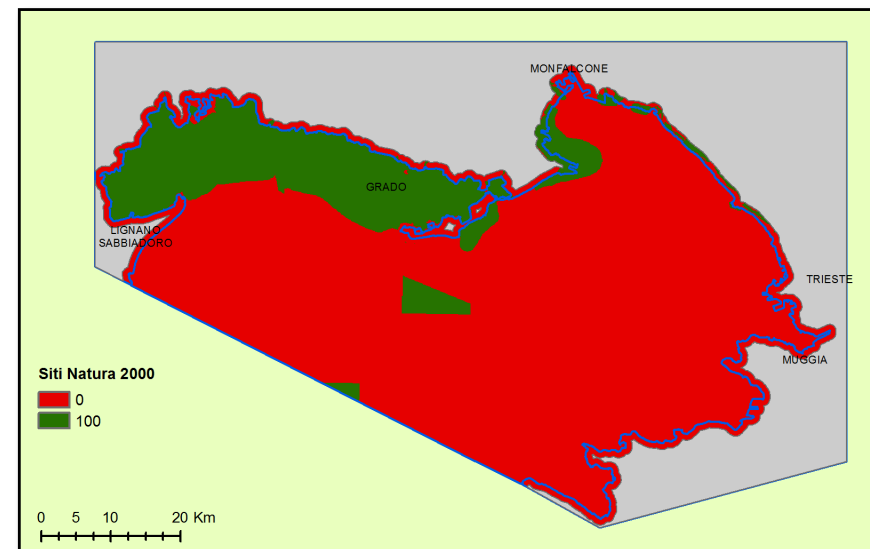 MONFALCONE
GRADO
LIGNANO
SABBIADORO
TRIESTE
MUGGIA
Siti Natura 2000
0
100
0 5 10 20 Km